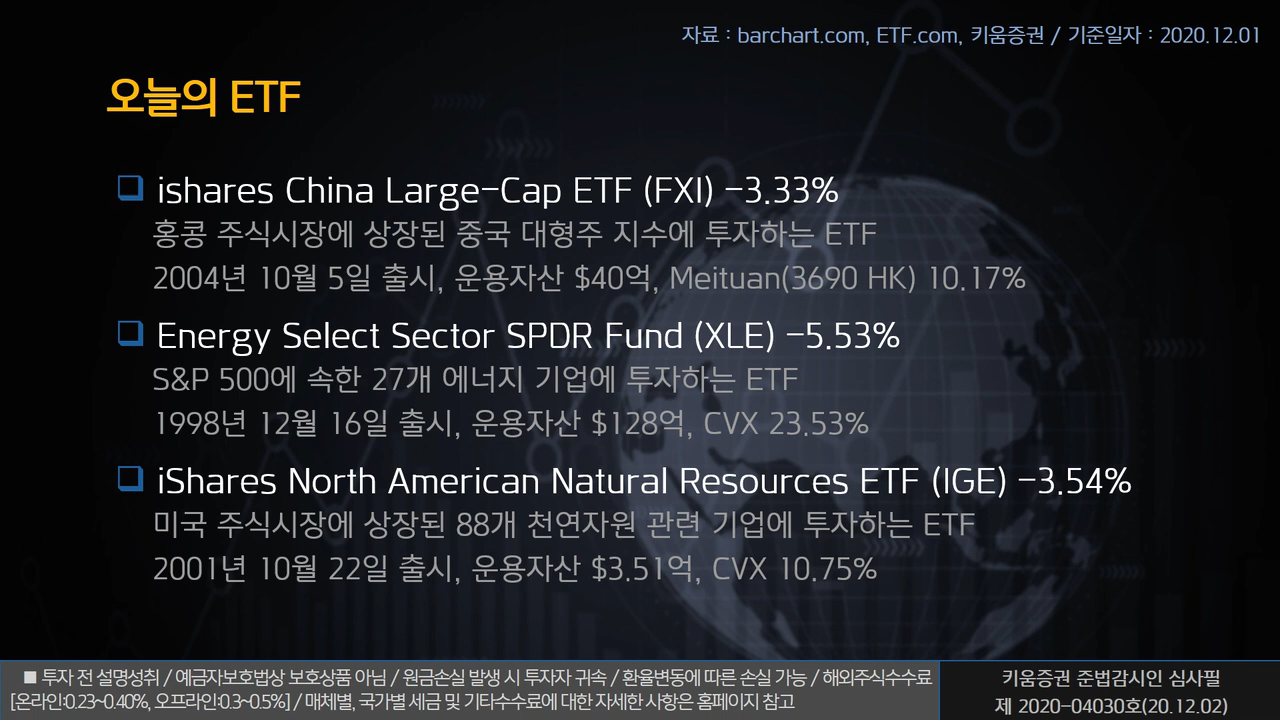 자료 : barchart.com, ETF.com, 키움증권 / 기준일자 : 2020.12.01
오늘의 ETF
❑ ishares China Large-Cap ETF (FXI) -3.33%
홍콩 주식시장에 상장된 중국 대형주 지수에 투자하는 ETF
2004년 10월 5일 출시, 운용자산 $40억, Meituan(3690 HK) 10.17%
❑ Energy Select Sector SPDR Fund (XLE) -5.53%
S&P 500에 속한 27개 에너지 기업에 투자하는 ETF
1998년 12월 16일 출시, 운용자산 $128억, CVX 23.53%
❑ iShares North American Natural Resources ETF (IGE) -3.54%
미국 주식시장에 상장된 88개 천연자원 관련 기업에 투자하는 ETF
2001년 10월 22일 출시, 운용자산 $3.51억, CVX 10.75%
■ 투자 전 설명성취 / 예금자보호법상 보호상품 아님 / 원금손실 발생 시 투자자 귀속 / 환율변동에 따른 손실 가능 / 해외주식수수료
[온라인:0.23~0.40%, 오프라인:0.3~0.5%] / 매체별, 국가별 세금 및 기타수수료에 대한 자세한 사항은 홈페이지 참고
키움증권 준법감시인 심사필
제 2020-04030호(20.12.02)